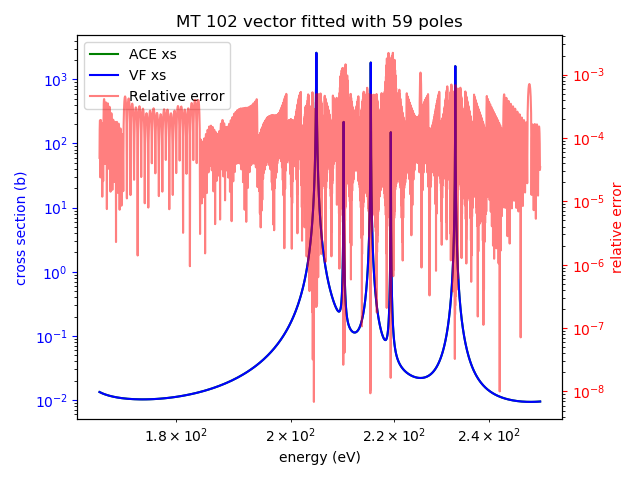 MT 102 vector fitted with 59 poles
ACE xs
VF xs
Relative error
cross section (b)
10³
10²
10¹
10⁰
10⁻¹
10⁻²
relative error
10⁻³
10⁻⁴
10⁻⁵
10⁻⁶
10⁻⁷
10⁻⁸
1.8 × 10² 2 × 10² 2.2 × 10² 2.4 × 10²
energy (eV)